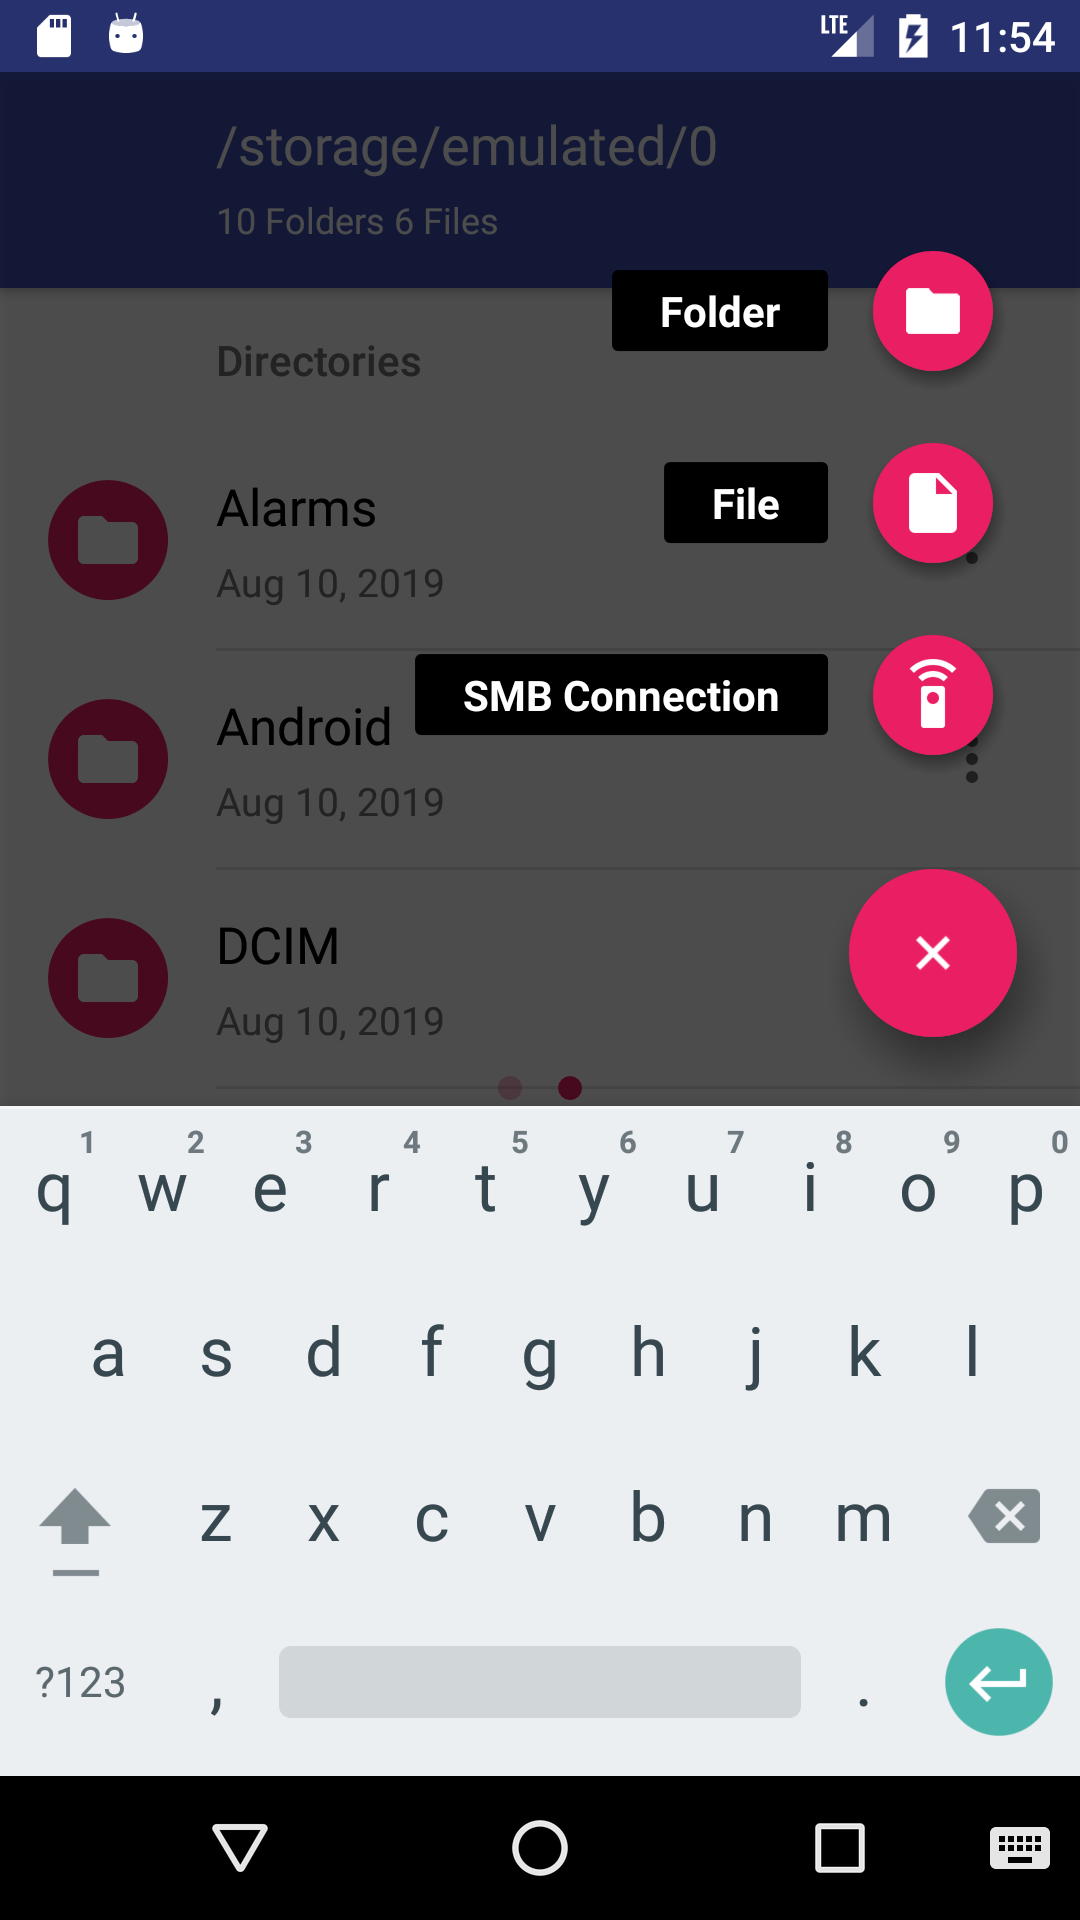 LTE 11:54
/storage/emulated/0
10 Folders 6 Files
Folder
Directories
File
Alarms
Aug 10, 2019
SMB Connection
Android
Aug 10, 2019
DCIM
Aug 10, 2019
1 2 3 4 5 6 7 8 9 0
q w e r t y u i o p
a s d f g h j k l
z x c v b n m
?123 , .